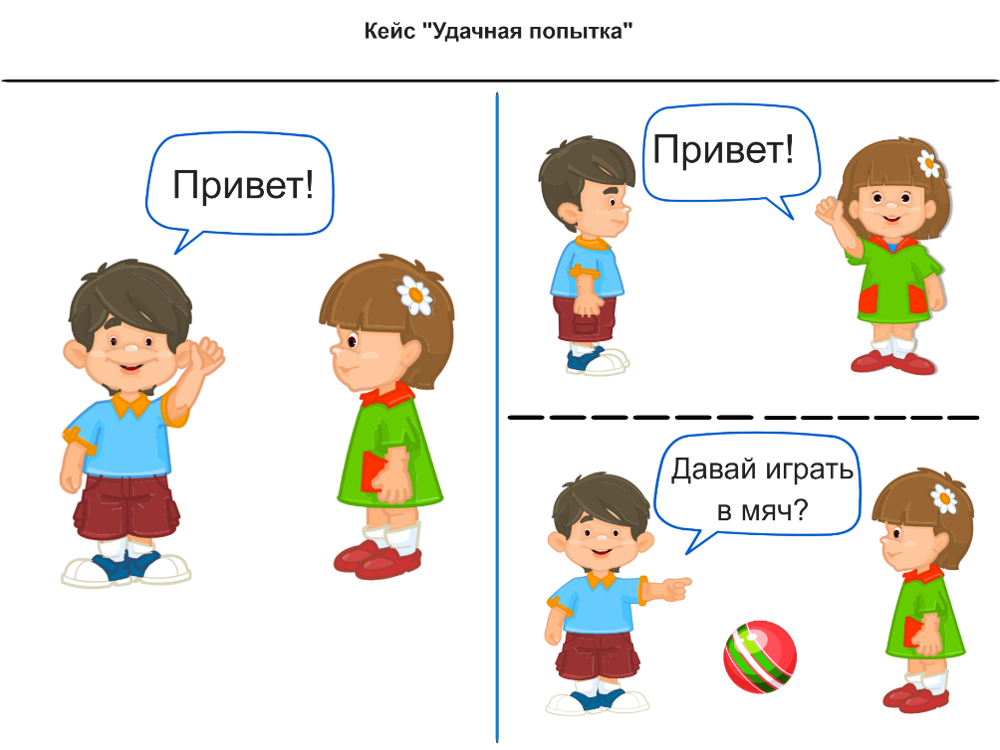 Кейс "Удачная попытка"
Привет!
Привет!
Давай играть
в мяч?